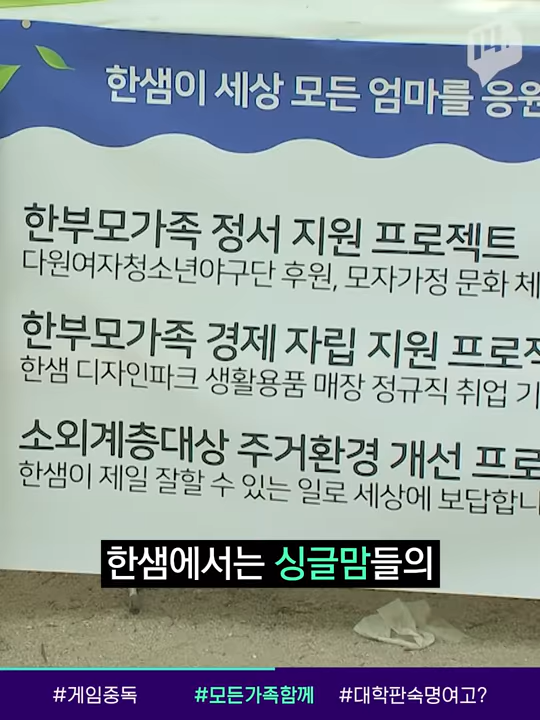 한샘이 세상 모든 엄마를 응원
한부모가족 정서 지원 프로젝트
다원여자청소년야구단 후원, 모자가정 문화 체
한부모가족 경제 자립 지원 프로젝
한샘 디자인파크 생활용품 매장 정규직 취업 기
소외계층대상 주거환경 개선 프로
한샘이 제일 잘할 수 있는 일로 세상에 보답합니
한샘에서는 싱글맘들의
#게임중독 #모든가족함께 #대학판숙명여고?